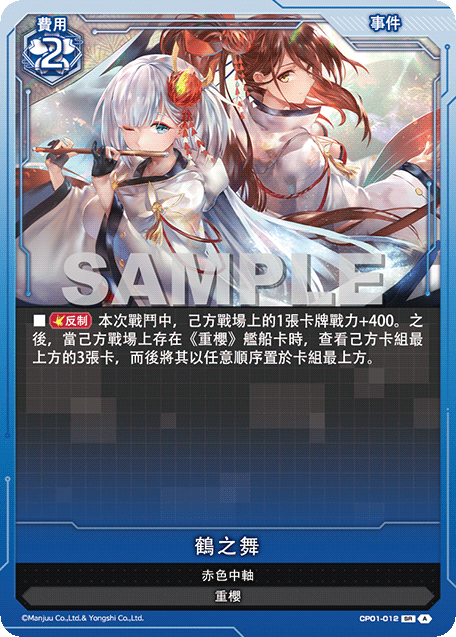 費用
事件
2
SAMPLE
■ 反制 本次戰鬥中，己方戰場上的1張卡牌戰力+400。之
後，當己方戰場上存在《重櫻》艦船卡時，查看己方卡組最
上方的3張卡，而後將其以任意順序置於卡組最上方。
鶴之舞
赤色中軸
重櫻
©Manjuu Co.,Ltd.& Yongshi Co.,Ltd.
CP01-012 SR A